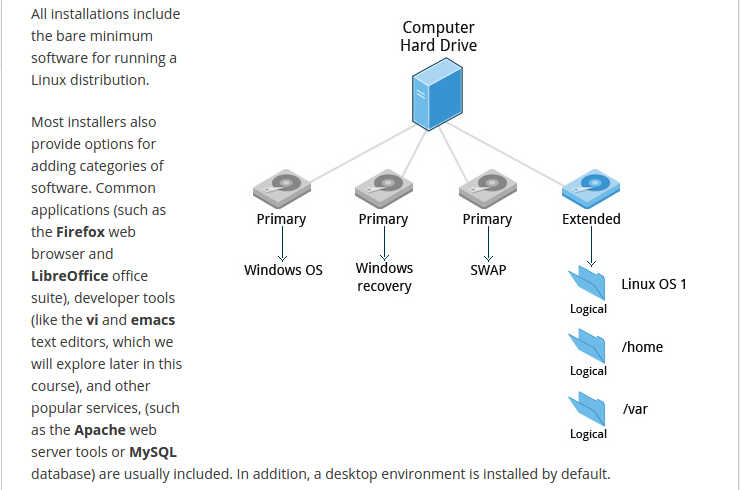 All installations include
the bare minimum
software for running a
Linux distribution.
Most installers also
provide options for
adding categories of
software. Common
applications (such as
the Firefox web
browser and
LibreOffice office
suite), developer tools
(like the vi and emacs
text editors, which we
will explore later in this
course), and other
popular services, (such
as the Apache web
server tools or MySQL
database) are usually included. In addition, a desktop environment is installed by default.
Computer
Hard Drive
Primary
Primary
Primary
Extended
Windows OS
Windows
recovery
SWAP
Linux OS 1
Logical
/home
Logical
/var
Logical